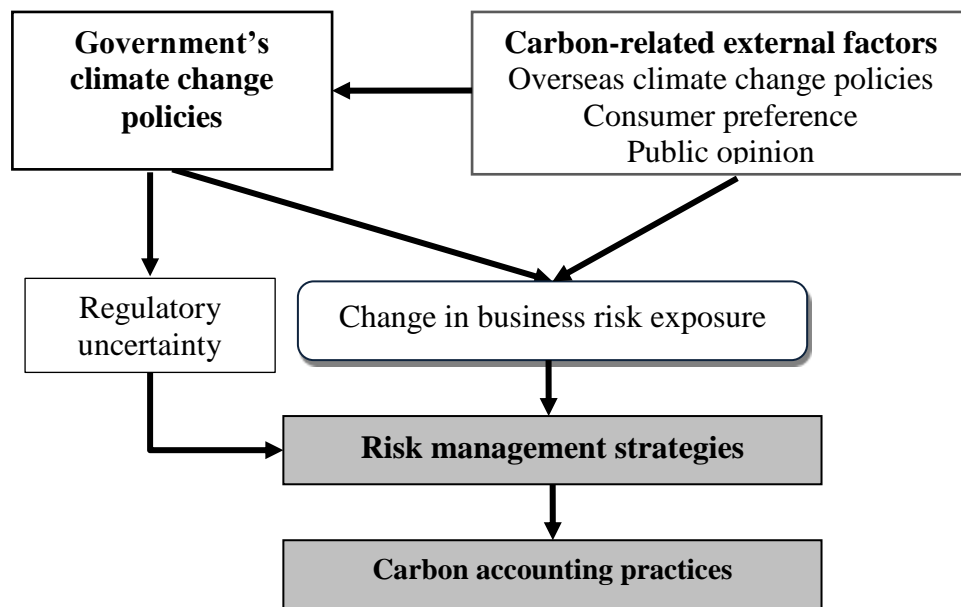 Government’s
climate change
policies
Carbon-related external factors
Overseas climate change policies
Consumer preference
Public opinion
Regulatory
uncertainty
Change in business risk exposure
Risk management strategies
Carbon accounting practices